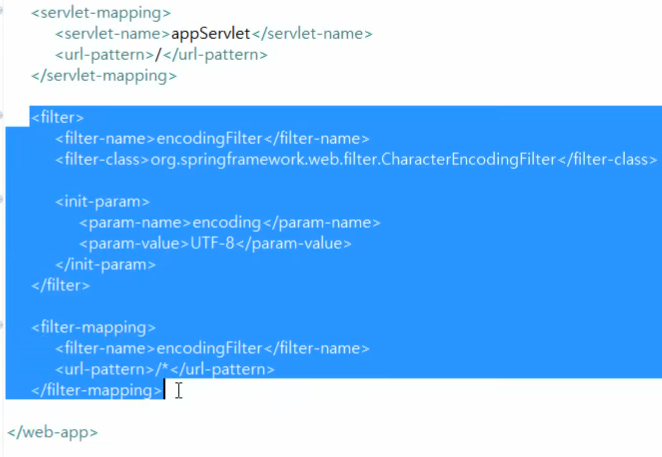 <servlet-mapping>
<servlet-name>appServlet</servlet-name>
<url-pattern>/</url-pattern>
</servlet-mapping>
<filter>
<filter-name>encodingFilter</filter-name>
<filter-class>org.springframework.web.filter.CharacterEncodingFilter</filter-class>
<init-param>
<param-name>encoding</param-name>
<param-value>UTF-8</param-value>
</init-param>
</filter>
<filter-mapping>
<filter-name>encodingFilter</filter-name>
<url-pattern>/*</url-pattern>
</filter-mapping>
</web-app>